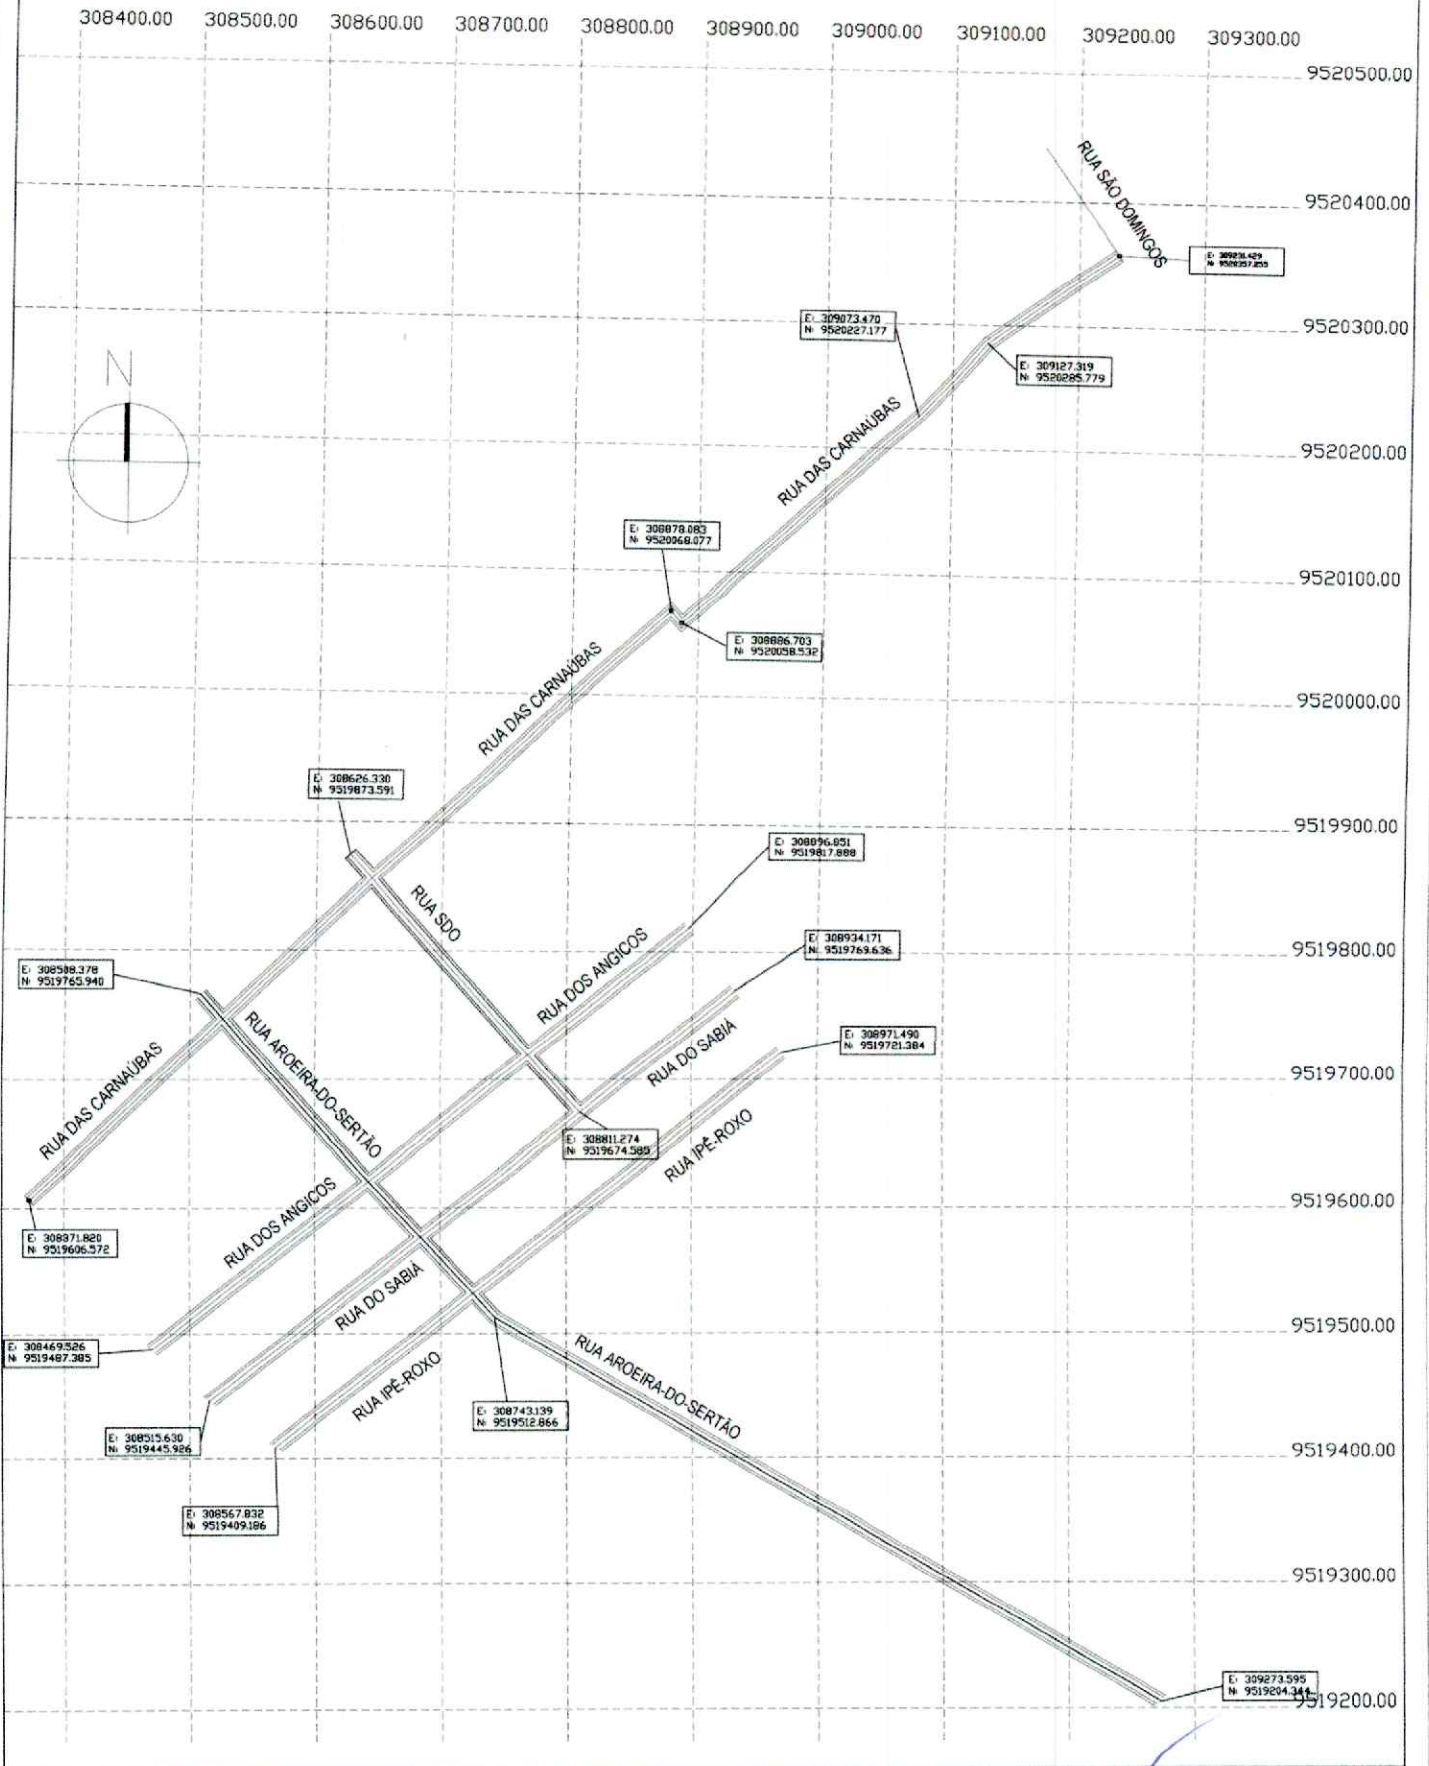 308400.00 308500.00 308600.00 308700.00 308800.00 308900.00 309000.00 309100.00 309200.00 309300.00
9520500.00
RUA SÃO DOMINGOS
9520400.00
E: 309231.429
N: 9520357.255
E: 309073.470
N: 9520227.177
9520300.00
N
E: 309127.319
N: 9520285.779
RUA DAS CARNAÚBAS
9520200.00
E: 308878.083
N: 9520068.077
9520100.00
E: 308886.703
N: 9520058.532
RUA DAS CARNAÚBAS
9520000.00
E: 308626.330
N: 9519873.591
9519900.00
E: 308896.851
N: 9519817.888
RUA SDO
RUA DOS ANGICOS
E: 308934.171
N: 9519769.636
9519800.00
E: 308508.378
N: 9519765.940
RUA AROEIRA-DO-SERTÃO
RUA DO SABIÁ
E: 308971.490
N: 9519721.384
9519700.00
RUA DAS CARNAÚBAS
E: 308811.274
N: 9519674.585
RUA IPÊ-ROXO
9519600.00
RUA DOS ANGICOS
E: 308371.820
N: 9519606.572
RUA DO SABIÁ
9519500.00
E: 308469.526
N: 9519487.385
RUA IPÊ-ROXO
RUA AROEIRA-DO-SERTÃO
E: 308743.139
N: 9519512.866
E: 308515.630
N: 9519445.926
9519400.00
E: 308567.832
N: 9519409.186
9519300.00
E: 309273.595
N: 9519204.344
9519200.00